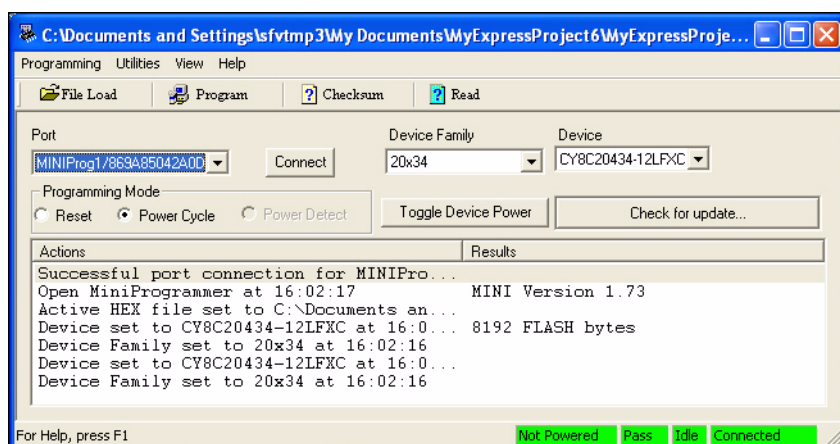 C:\Documents and Settings\sfvtmp3\My Documents\MyExpressProject6\MyExpressProje...
Programming Utilities View Help
File Load Program Checksum Read
Port Device Family Device
MINIProg1/869A85042A0D Connect 20x34 CY8C20434-12LFXC
Programming Mode
Reset Power Cycle Power Detect Toggle Device Power Check for update...
Actions Results
Successful port connection for MINIPro...
Open MiniProgrammer at 16:02:17 MINI Version 1.73
Active HEX file set to C:\Documents an...
Device set to CY8C20434-12LFXC at 16:0... 8192 FLASH bytes
Device Family set to 20x34 at 16:02:16
Device set to CY8C20434-12LFXC at 16:0...
Device Family set to 20x34 at 16:02:16
For Help, press F1 Not Powered Pass Idle Connected